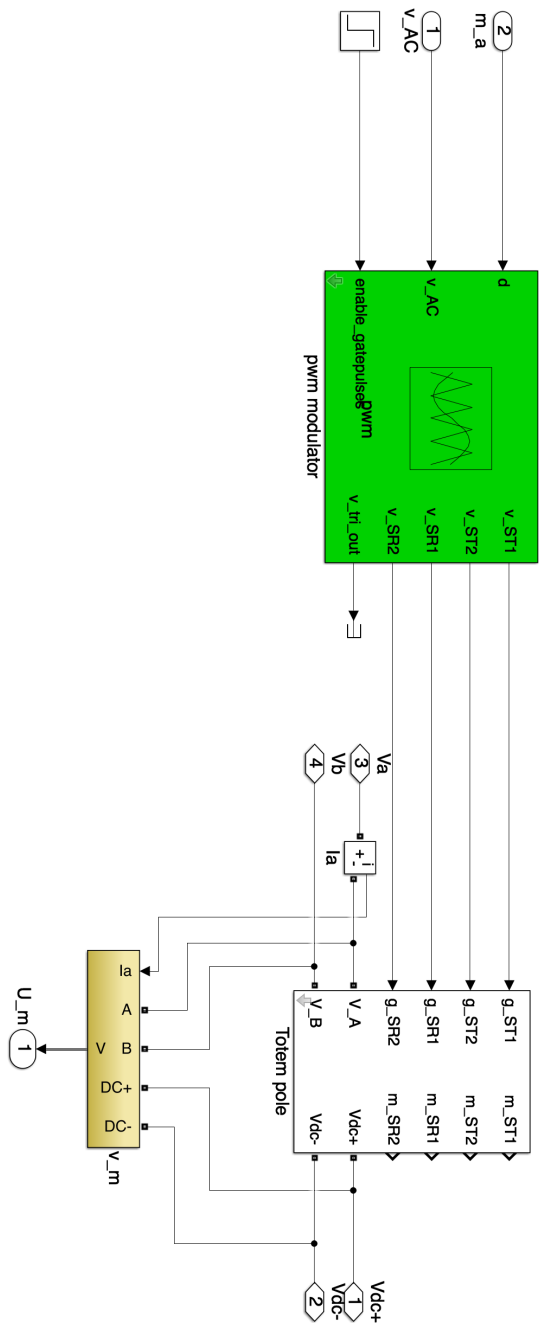 2
m_a
1
v_AC
d
v_AC
enable_gatepulses
pwm
v_ST1
v_ST2
v_SR1
v_SR2
v_tri_out
pwm modulator
Va
3
4
Vb
i
+ -
Ia
g_ST1
g_ST2
g_SR1
g_SR2
V_A
V_B
m_ST1
m_ST2
m_SR1
m_SR2
Vdc+
Vdc-
Totem pole
Vdc+
1
Vdc-
2
Ia
A
B
DC+
DC-
V
v_m
U_m
1